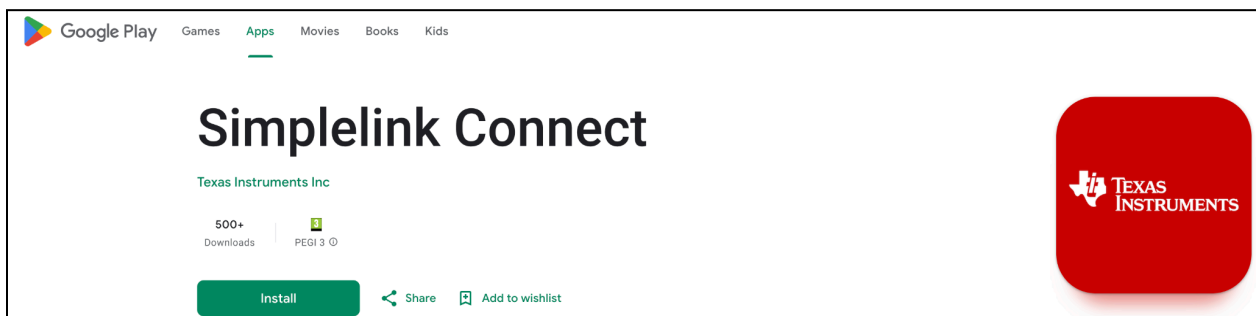 Google Play Games Apps Movies Books Kids
Simplelink Connect
Texas Instruments Inc
500+
Downloads
3
PEGI 3
Install Share Add to wishlist
TEXAS
INSTRUMENTS